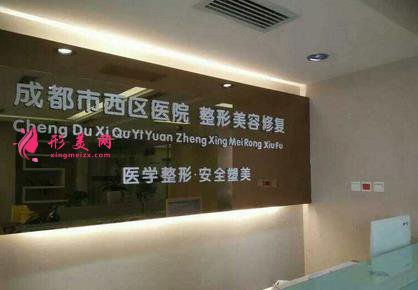 成都市西区医院 整形美容修复
Cheng Du Xi Qu YI Yuan Zheng Xing Mei Rong Xiu Fu
医学整形·安全塑美
形美网
xingmeizx.com